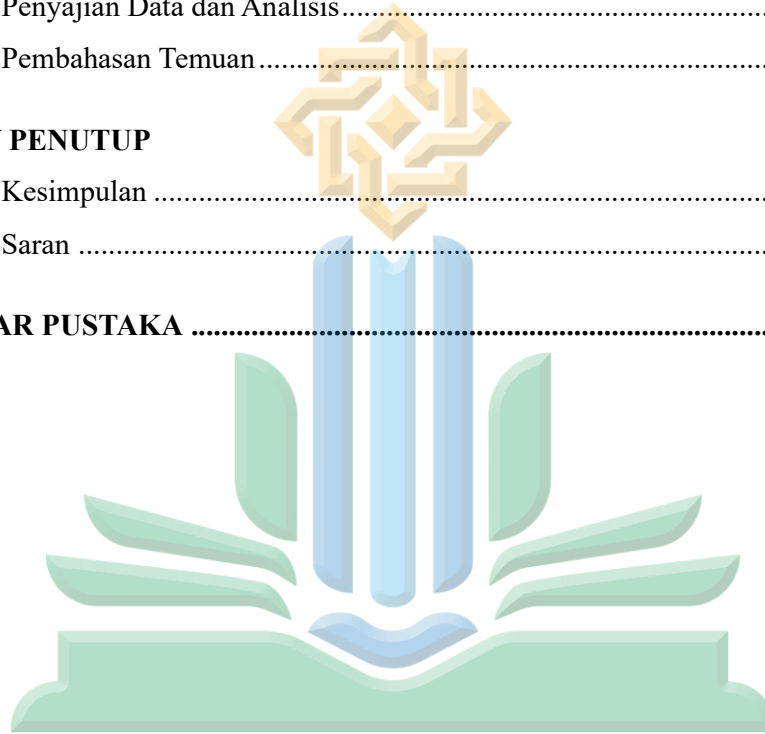 Penyajian Data dan Analisis....................................................
Pembahasan Temuan..................................................................
PENUTUP
Kesimpulan ................................................................................
Saran ..........................................................................................
AR PUSTAKA ............................................................................